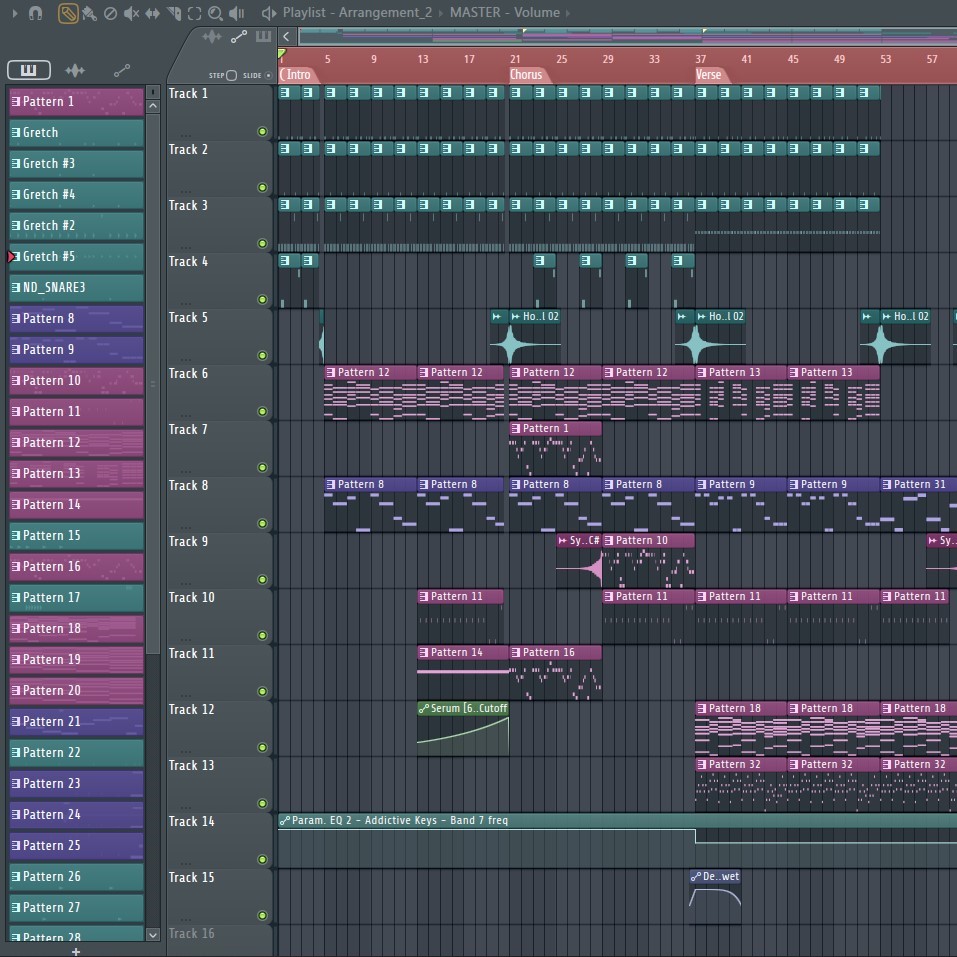 Playlist - Arrangement_2 › MASTER - Volume ›
STEP SLIDE
1 5 9 13 17 21 25 29 33 37 41 45 49 53 57
Intro Chorus Verse
Pattern 1
Gretch
Gretch #3
Gretch #4
Gretch #2
Gretch #5
ND_SNARE3
Pattern 8
Pattern 9
Pattern 10
Pattern 11
Pattern 12
Pattern 13
Pattern 14
Pattern 15
Pattern 16
Pattern 17
Pattern 18
Pattern 19
Pattern 20
Pattern 21
Pattern 22
Pattern 23
Pattern 24
Pattern 25
Pattern 26
Pattern 27
Pattern 28
+
Track 1
Track 2
Track 3
Track 4
Track 5 Ho..l 02 Ho..l 02 Ho..l 02
Track 6 Pattern 12 Pattern 12 Pattern 12 Pattern 12 Pattern 13 Pattern 13
Track 7 Pattern 1
Track 8 Pattern 8 Pattern 8 Pattern 8 Pattern 8 Pattern 9 Pattern 9 Pattern 31
Track 9 Sy..C# Pattern 10 Sy..
Track 10 Pattern 11 Pattern 11 Pattern 11 Pattern 11 Pattern 11
Track 11 Pattern 14 Pattern 16
Track 12 Serum [6..Cutoff Pattern 18 Pattern 18 Pattern 18
Track 13 Pattern 32 Pattern 32 Pattern 32
Track 14 Param. EQ 2 - Addictive Keys - Band 7 freq
Track 15 De..wet
Track 16